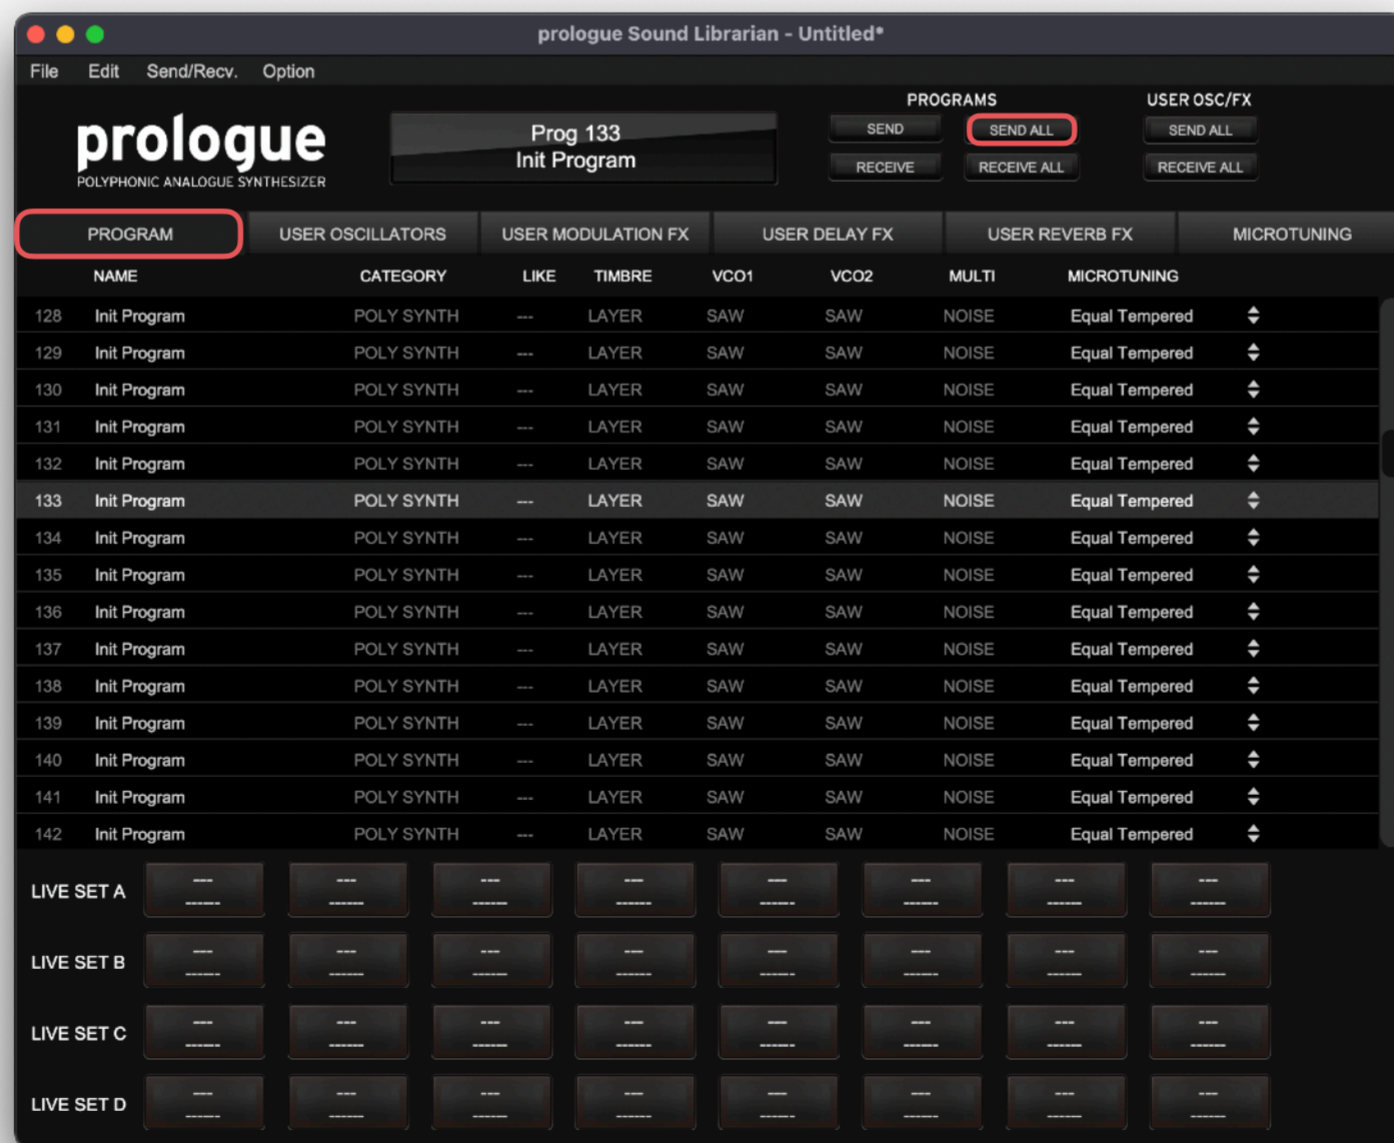 prologue Sound Librarian - Untitled*
File Edit Send/Recv. Option
PROGRAMS USER OSC/FX
prologue
POLYPHONIC ANALOGUE SYNTHESIZER
Prog 133
Init Program
SEND SEND ALL SEND ALL
RECEIVE RECEIVE ALL RECEIVE ALL
PROGRAM USER OSCILLATORS USER MODULATION FX USER DELAY FX USER REVERB FX MICROTUNING
NAME CATEGORY LIKE TIMBRE VCO1 VCO2 MULTI MICROTUNING
128 Init Program POLY SYNTH --- LAYER SAW SAW NOISE Equal Tempered
129 Init Program POLY SYNTH --- LAYER SAW SAW NOISE Equal Tempered
130 Init Program POLY SYNTH --- LAYER SAW SAW NOISE Equal Tempered
131 Init Program POLY SYNTH --- LAYER SAW SAW NOISE Equal Tempered
132 Init Program POLY SYNTH --- LAYER SAW SAW NOISE Equal Tempered
133 Init Program POLY SYNTH --- LAYER SAW SAW NOISE Equal Tempered
134 Init Program POLY SYNTH --- LAYER SAW SAW NOISE Equal Tempered
135 Init Program POLY SYNTH --- LAYER SAW SAW NOISE Equal Tempered
136 Init Program POLY SYNTH --- LAYER SAW SAW NOISE Equal Tempered
137 Init Program POLY SYNTH --- LAYER SAW SAW NOISE Equal Tempered
138 Init Program POLY SYNTH --- LAYER SAW SAW NOISE Equal Tempered
139 Init Program POLY SYNTH --- LAYER SAW SAW NOISE Equal Tempered
140 Init Program POLY SYNTH --- LAYER SAW SAW NOISE Equal Tempered
141 Init Program POLY SYNTH --- LAYER SAW SAW NOISE Equal Tempered
142 Init Program POLY SYNTH --- LAYER SAW SAW NOISE Equal Tempered
--- --- --- --- --- --- --- ---
LIVE SET A
------ ------ ------ ------ ------ ------ ------ ------
--- --- --- --- --- --- --- ---
LIVE SET B
------ ------ ------ ------ ------ ------ ------ ------
--- --- --- --- --- --- --- ---
LIVE SET C
------ ------ ------ ------ ------ ------ ------ ------
--- --- --- --- --- --- --- ---
LIVE SET D
------ ------ ------ ------ ------ ------ ------ ------